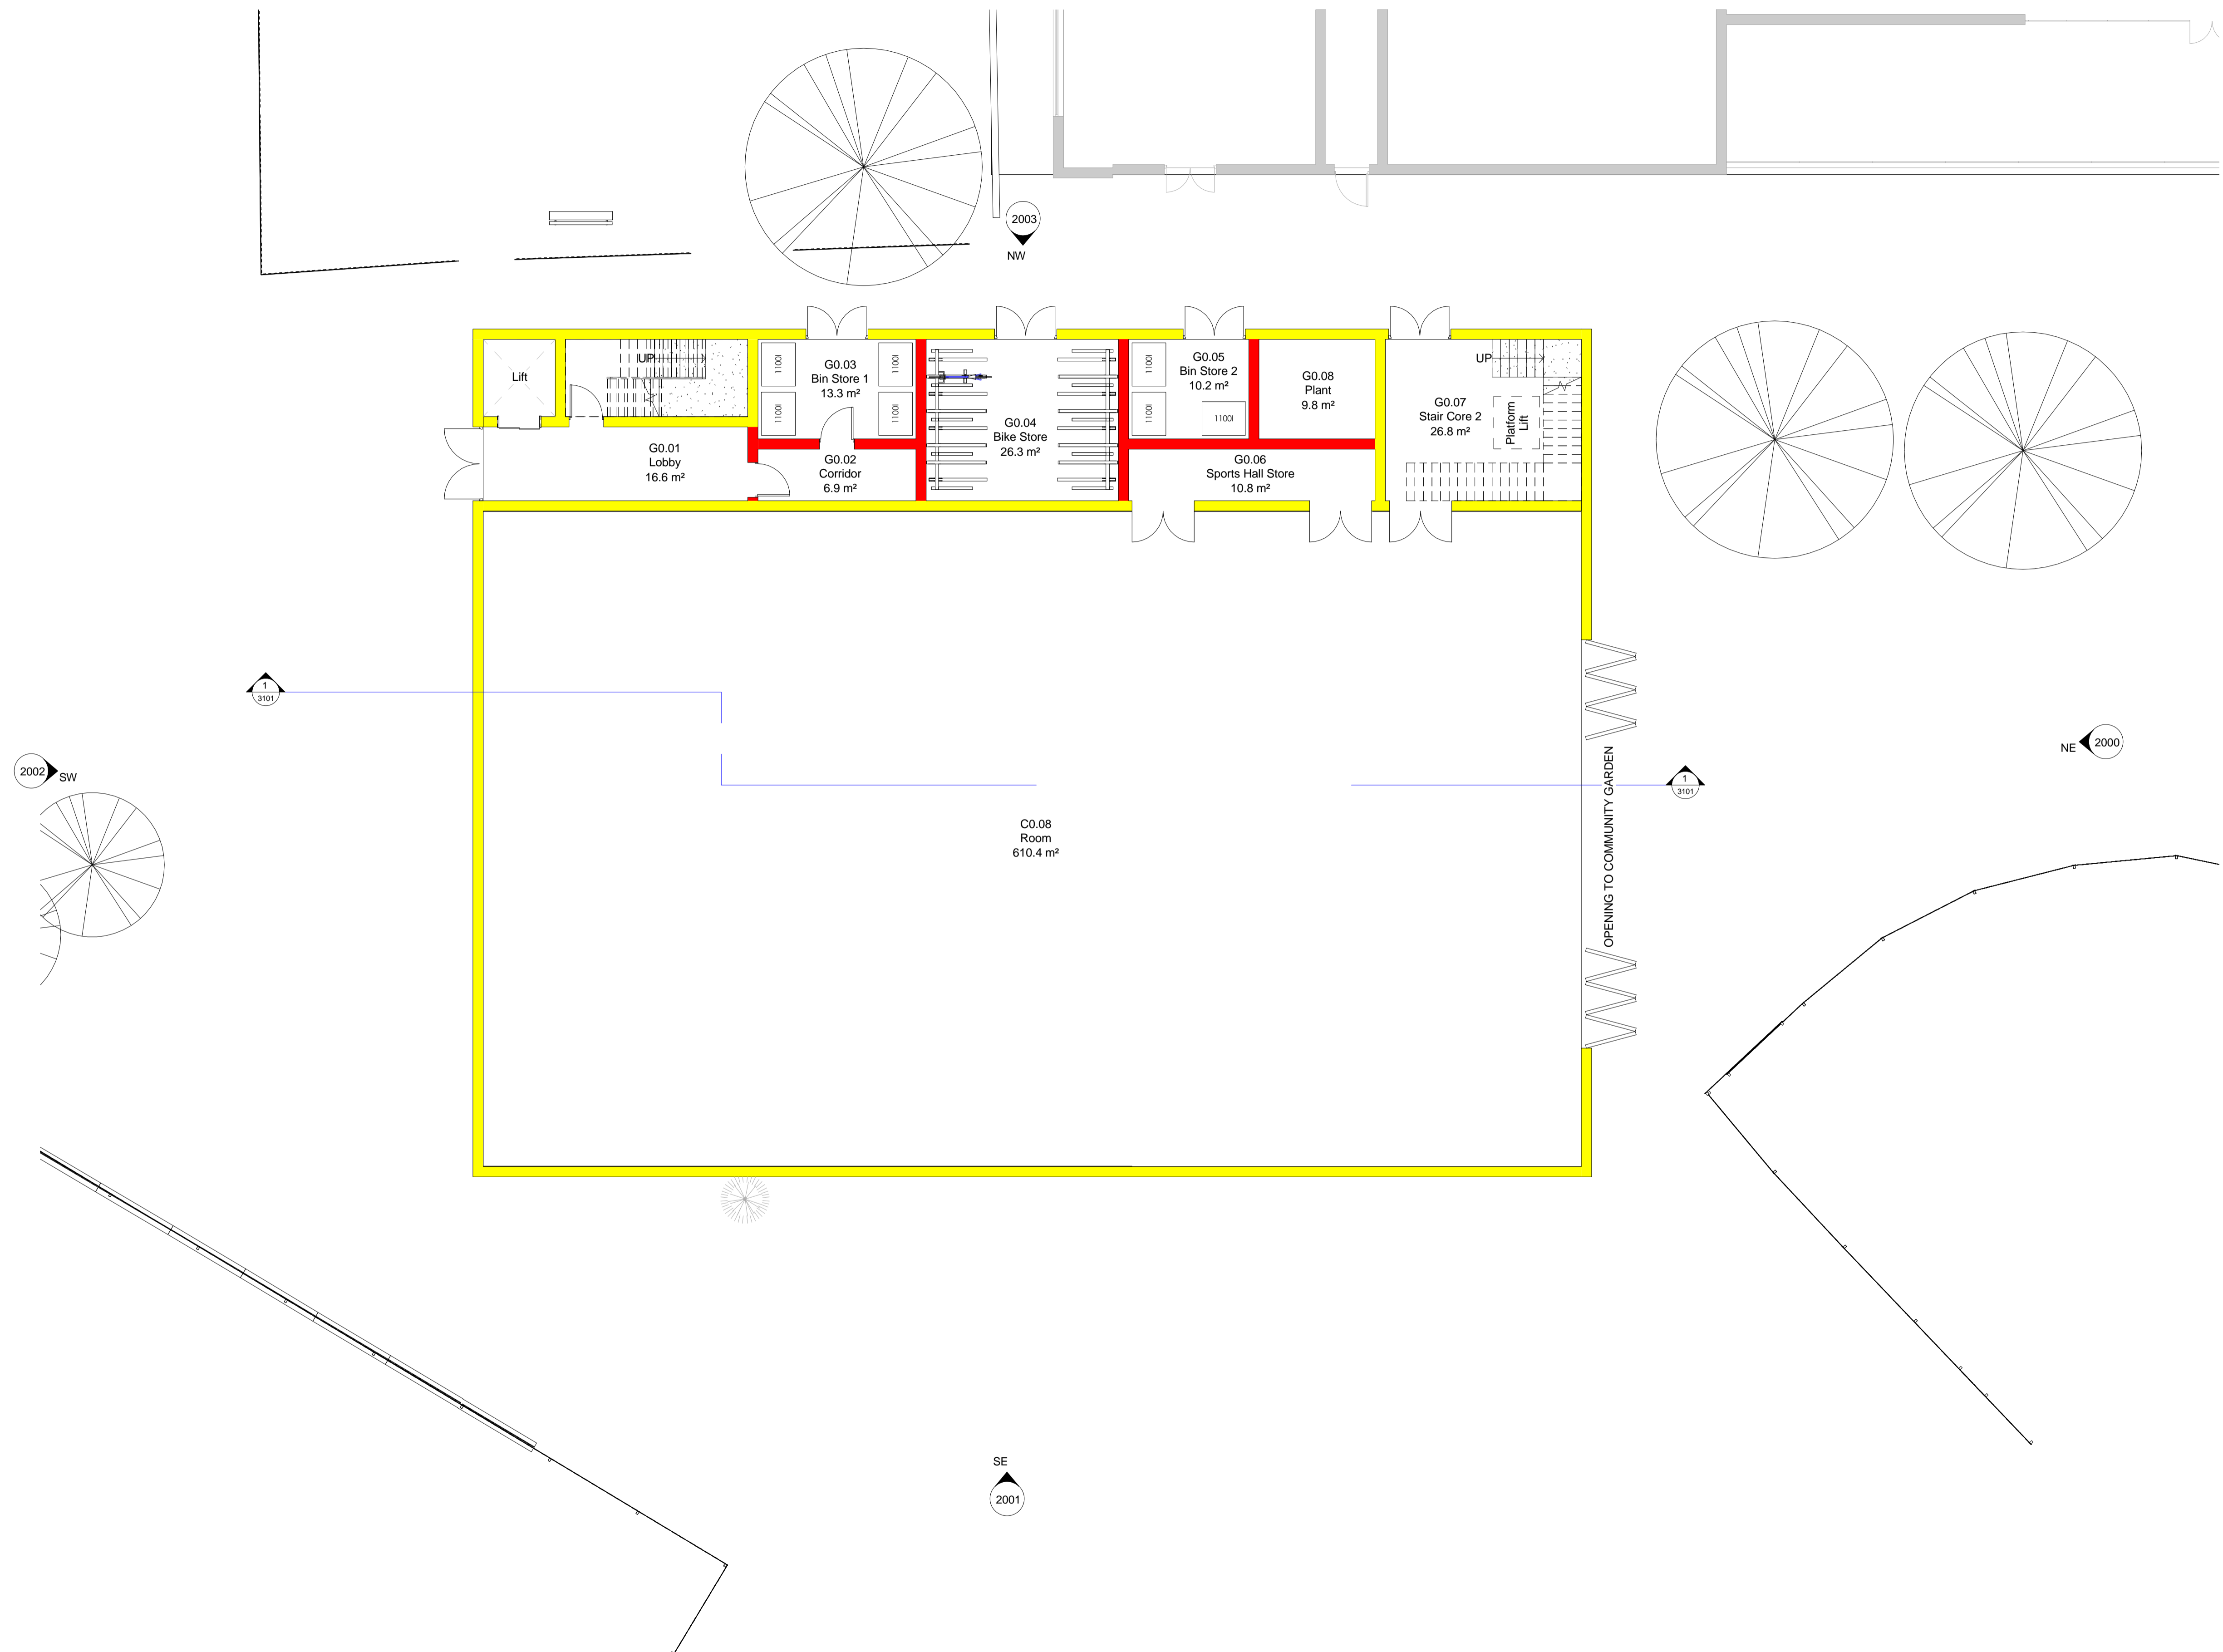 2003
NW
Lift
UP
G0.03
Bin Store 1
13.3 m²
1100l
1100l
1100l
1100l
G0.04
Bike Store
26.3 m²
1100l
1100l
1100l
G0.05
Bin Store 2
10.2 m²
G0.08
Plant
9.8 m²
UP
G0.07
Stair Core 2
26.8 m²
Platform
Lift
G0.01
Lobby
16.6 m²
G0.02
Corridor
6.9 m²
G0.06
Sports Hall Store
10.8 m²
1
3101
2002
SW
NE
2000
1
3101
OPENING TO COMMUNITY GARDEN
C0.08
Room
610.4 m²
SE
2001